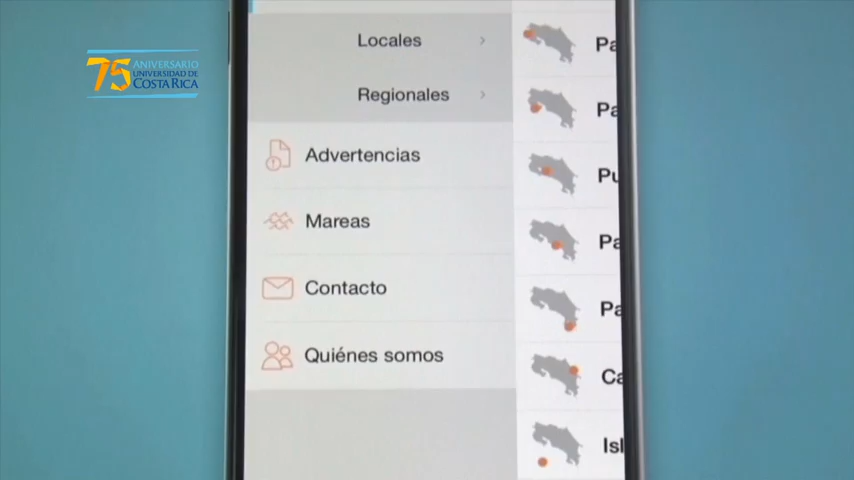 75 ANIVERSARIO
UNIVERSIDAD DE
COSTA RICA
Locales
Regionales
Advertencias
Mareas
Contacto
Quiénes somos
Pa
Pa
Pu
Pa
Pa
Ca
Isl